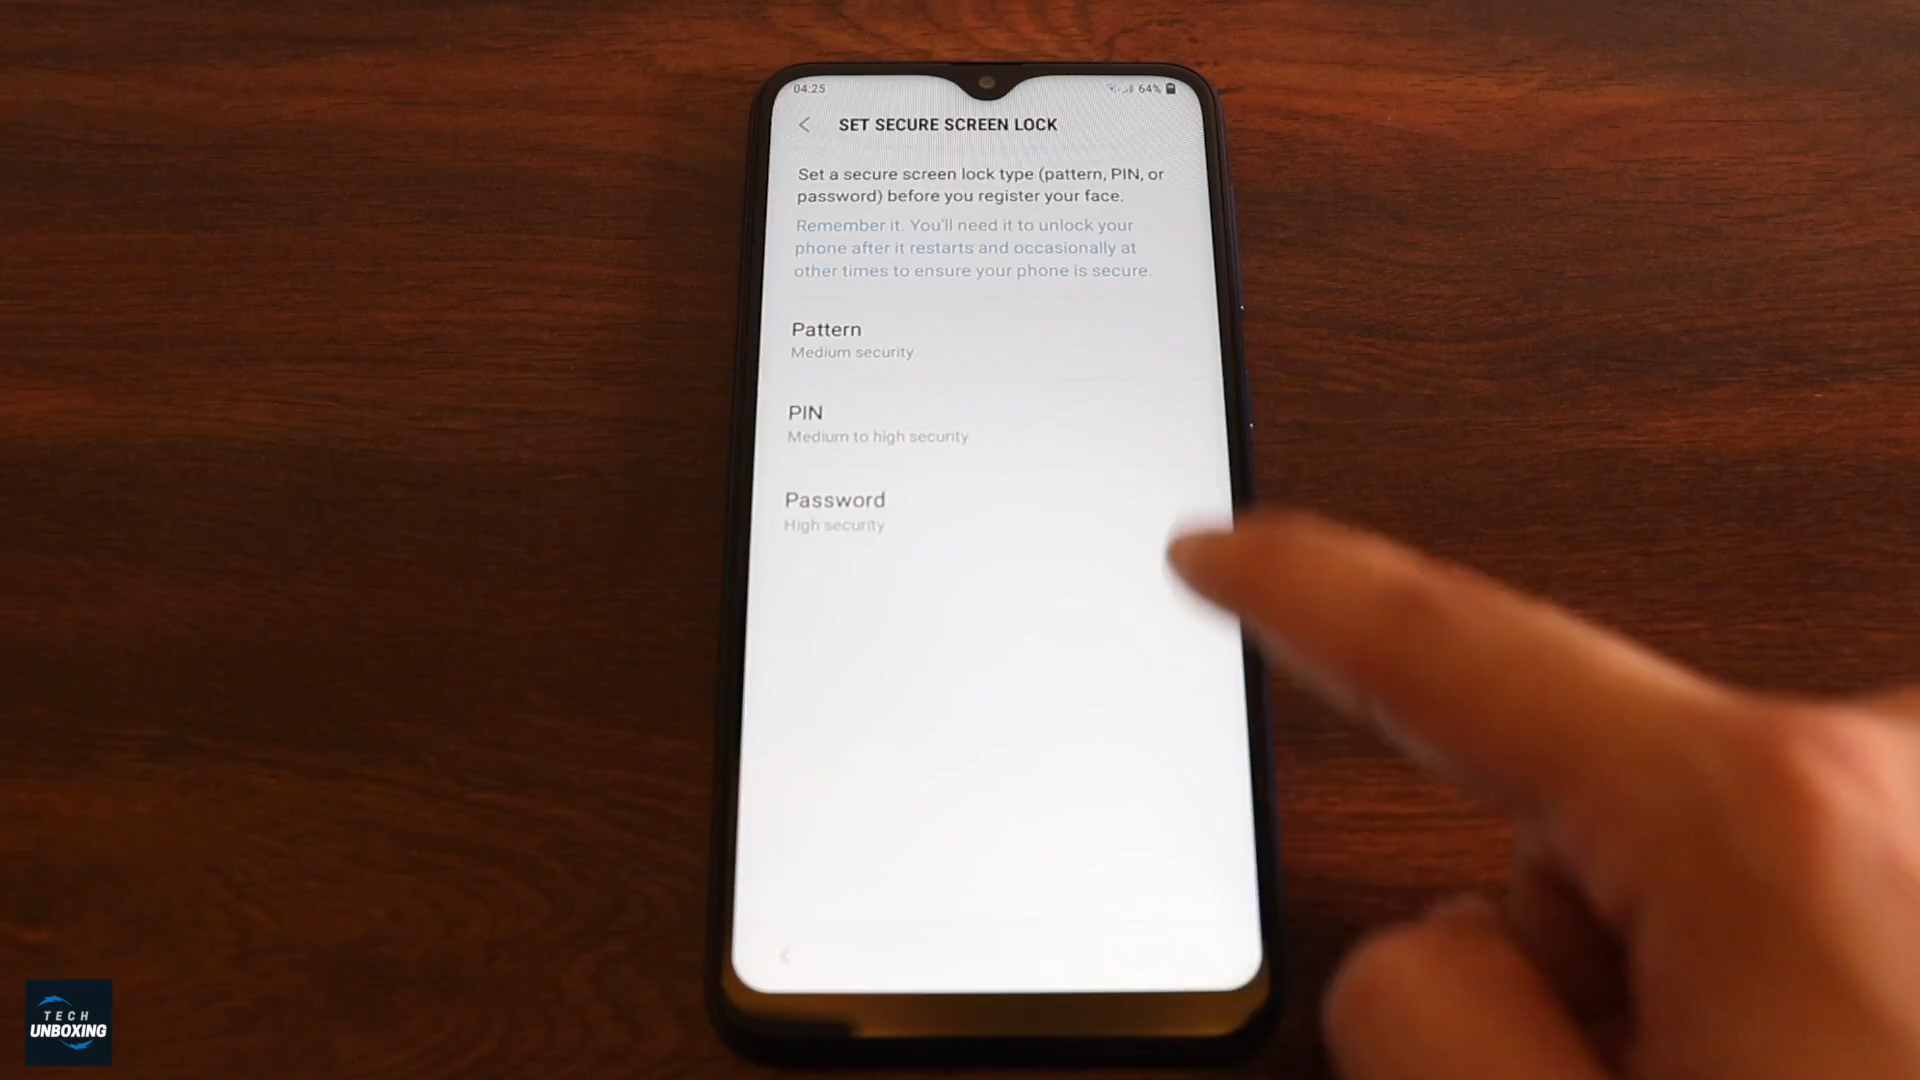 04:25
64%
SET SECURE SCREEN LOCK
Set a secure screen lock type (pattern, PIN, or
password) before you register your face.
Remember it. You'll need it to unlock your
phone after it restarts and occasionally at
other times to ensure your phone is secure.
Pattern
Medium security
PIN
Medium to high security
Password
High security
TECH
UNBOXING